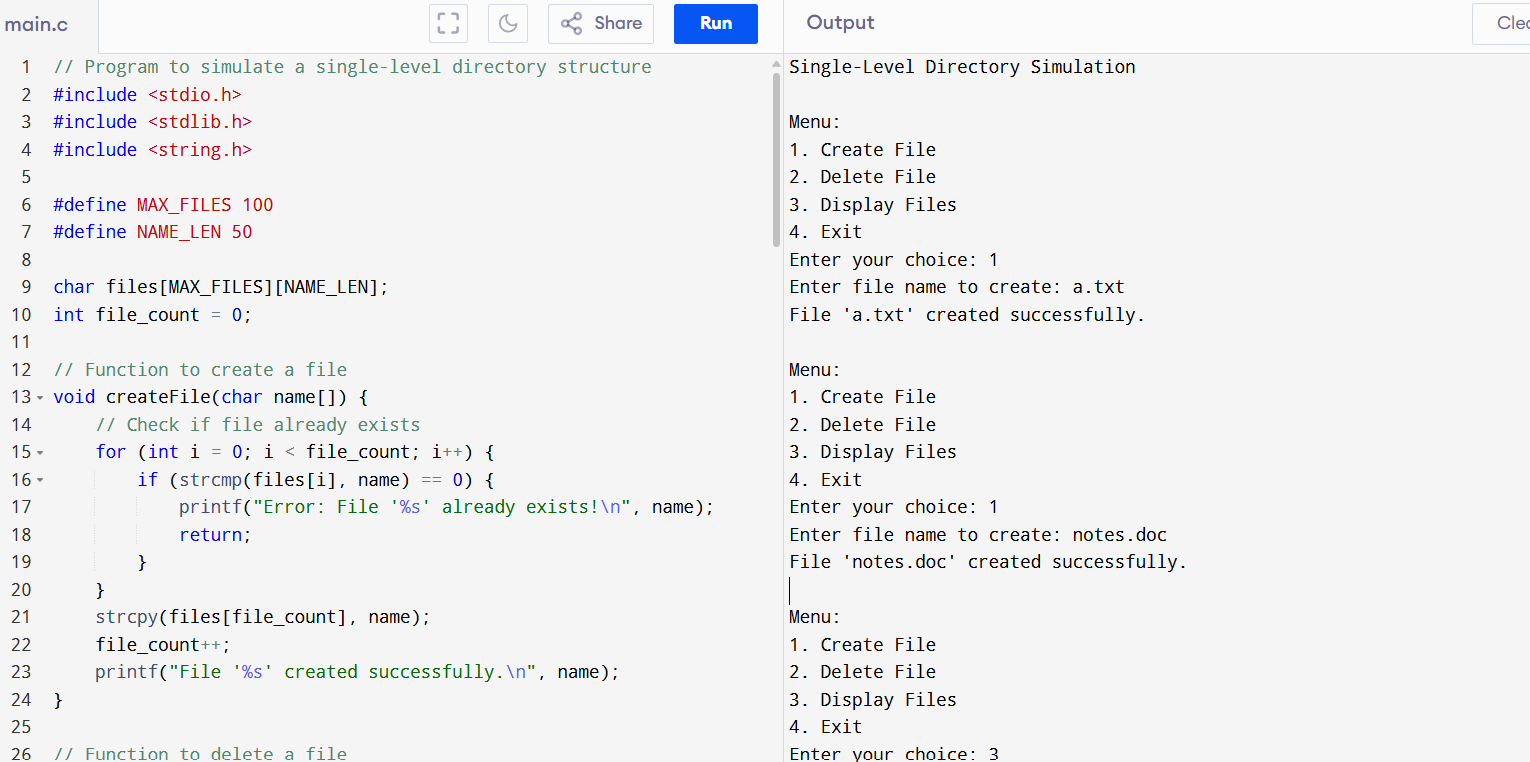 main.c
Share
Run
Output
1 // Program to simulate a single-level directory structure
2 #include <stdio.h>
3 #include <stdlib.h>
4 #include <string.h>
5
6 #define MAX_FILES 100
7 #define NAME_LEN 50
8
9 char files[MAX_FILES][NAME_LEN];
10 int file_count = 0;
11
12 // Function to create a file
13 void createFile(char name[]) {
14     // Check if file already exists
15     for (int i = 0; i < file_count; i++) {
16         if (strcmp(files[i], name) == 0) {
17             printf("Error: File '%s' already exists!\n", name);
18             return;
19         }
20     }
21     strcpy(files[file_count], name);
22     file_count++;
23     printf("File '%s' created successfully.\n", name);
24 }
25
26 // Function to delete a file
Single-Level Directory Simulation
Menu:
1. Create File
2. Delete File
3. Display Files
4. Exit
Enter your choice: 1
Enter file name to create: a.txt
File 'a.txt' created successfully.
Menu:
1. Create File
2. Delete File
3. Display Files
4. Exit
Enter your choice: 1
Enter file name to create: notes.doc
File 'notes.doc' created successfully.
Menu:
1. Create File
2. Delete File
3. Display Files
4. Exit
Enter your choice: 3